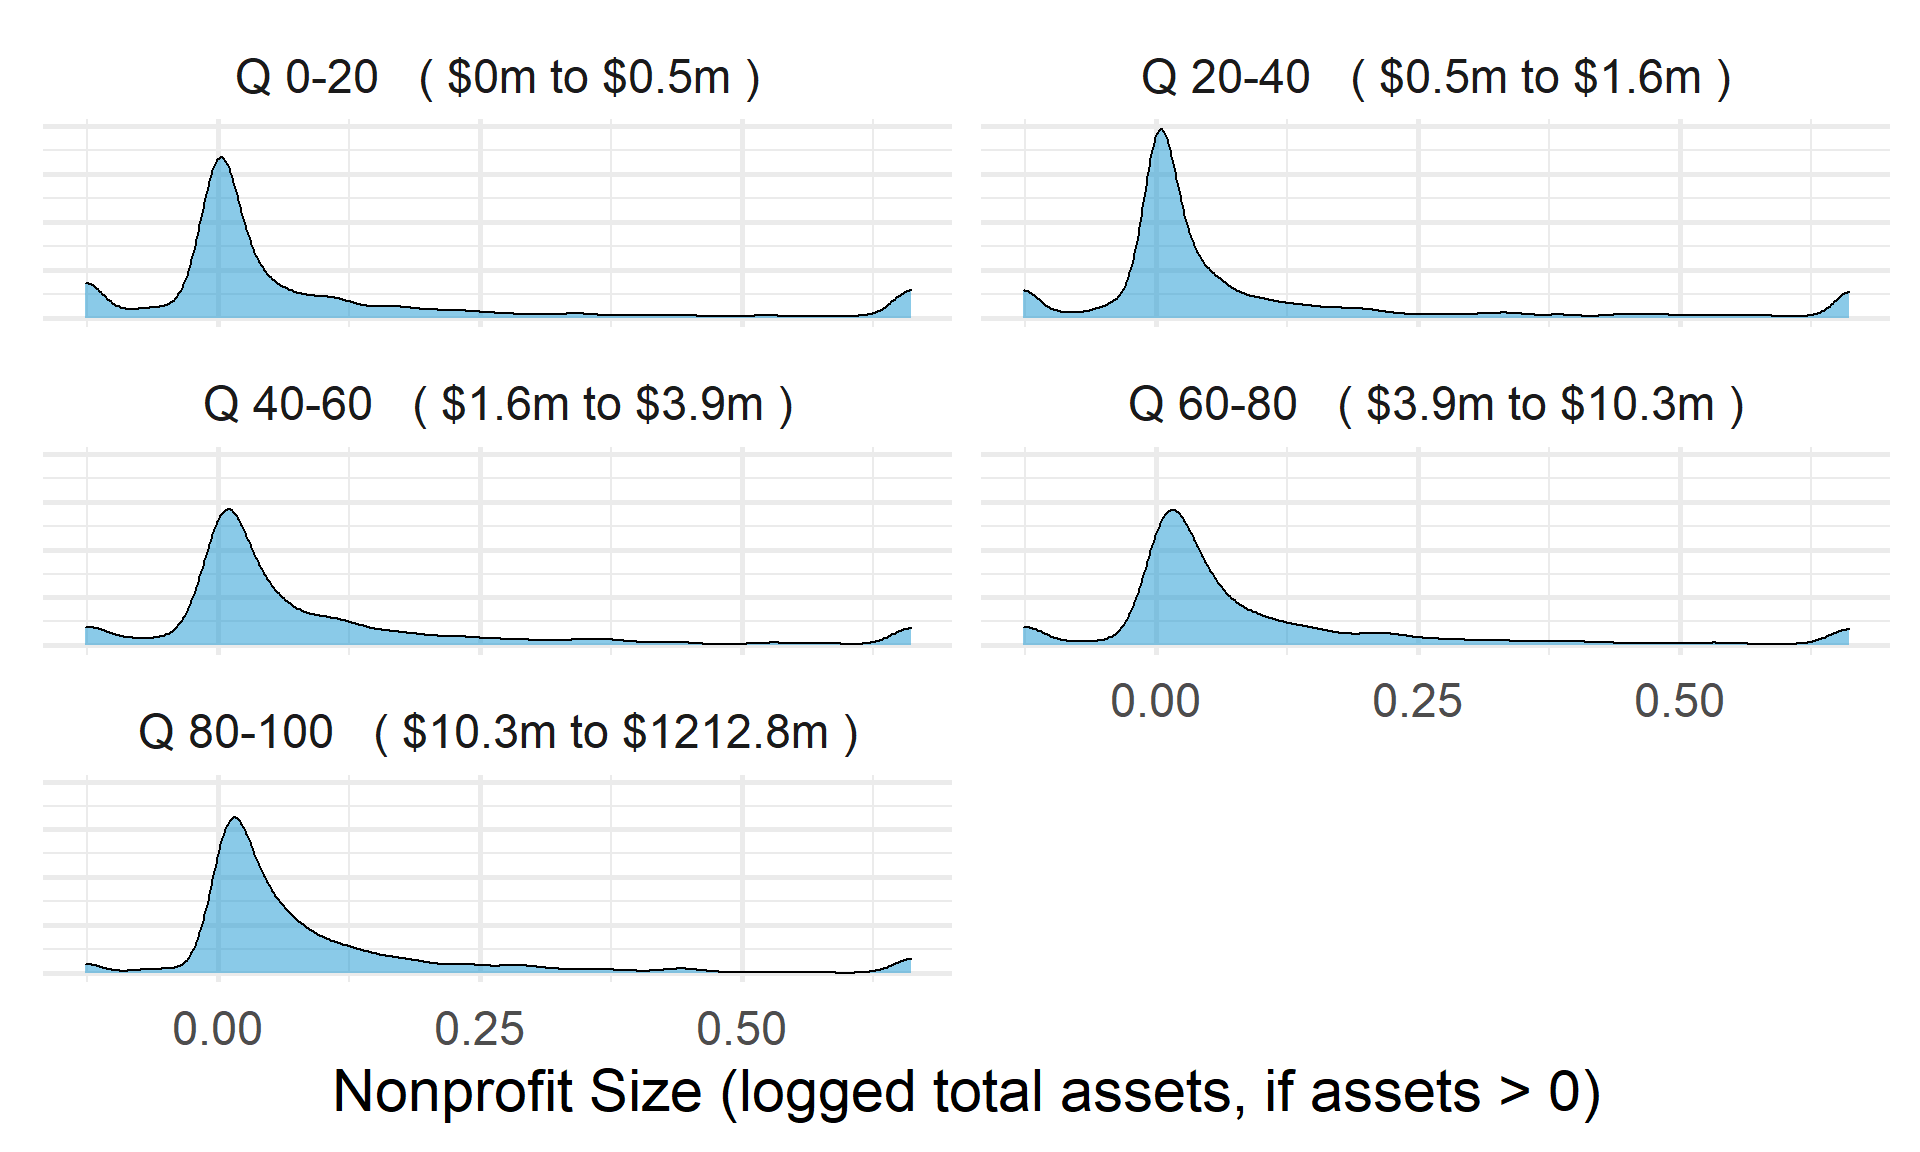 Q 0-20 ( $0m to $0.5m )
Q 20-40 ( $0.5m to $1.6m )
Q 40-60 ( $1.6m to $3.9m )
Q 60-80 ( $3.9m to $10.3m )
0.00 0.25 0.50
Q 80-100 ( $10.3m to $1212.8m )
0.00 0.25 0.50
Nonprofit Size (logged total assets, if assets > 0)